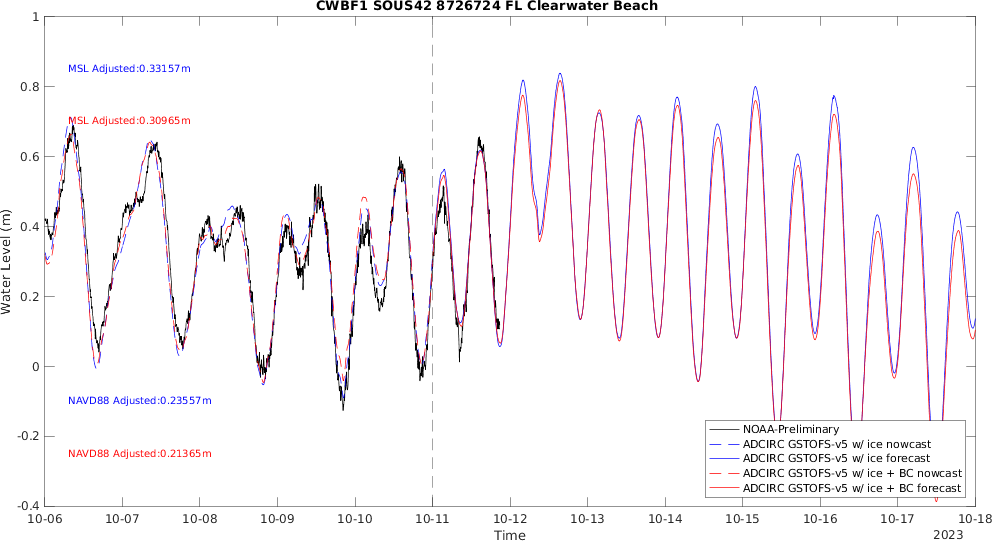 CWBF1 SOUS42 8726724 FL Clearwater Beach
Water Level (m)
1
0.8
0.6
0.4
0.2
0
-0.2
-0.4
MSL Adjusted:0.33157m
MSL Adjusted:0.30965m
NAVD88 Adjusted:0.23557m
NAVD88 Adjusted:0.21365m
NOAA-Preliminary
ADCIRC GSTOFS-v5 w/ ice nowcast
ADCIRC GSTOFS-v5 w/ ice forecast
ADCIRC GSTOFS-v5 w/ ice + BC nowcast
ADCIRC GSTOFS-v5 w/ ice + BC forecast
10-06 10-07 10-08 10-09 10-10 10-11 10-12 10-13 10-14 10-15 10-16 10-17 10-18
Time
2023